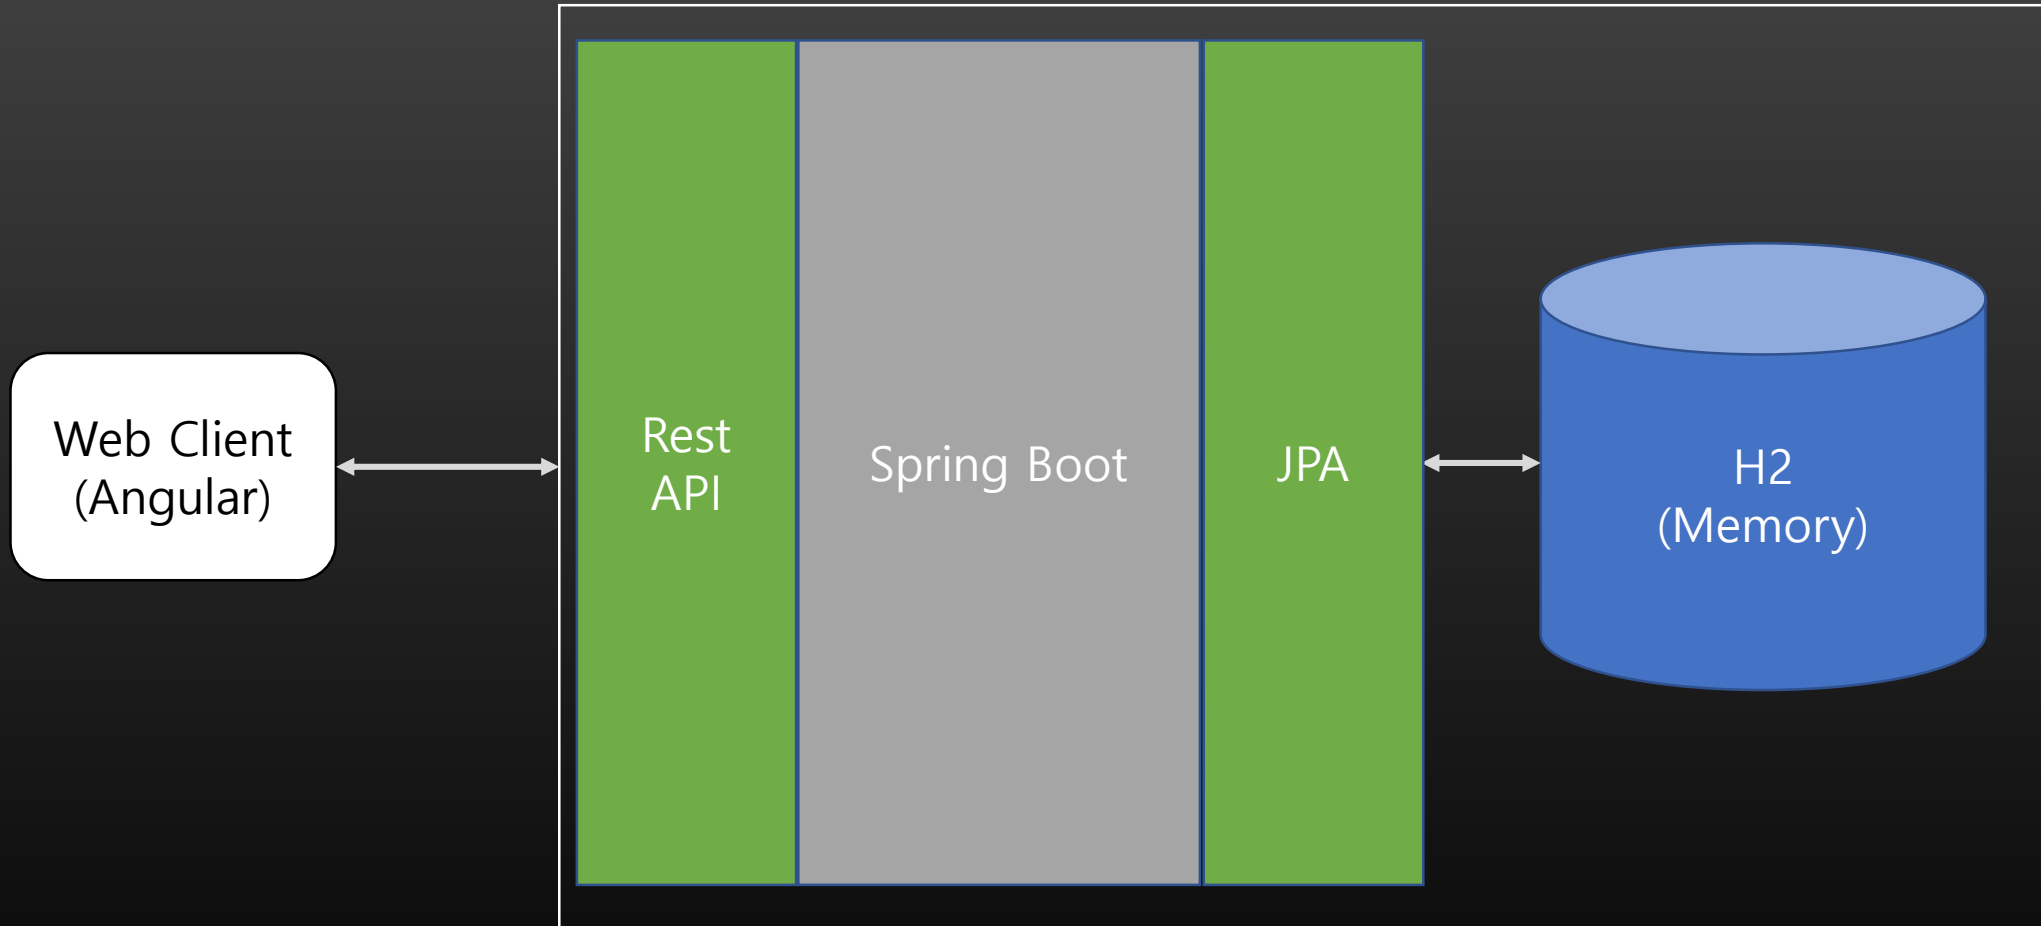 Web Client
(Angular)
Rest
API
Spring Boot
JPA
H2
(Memory)